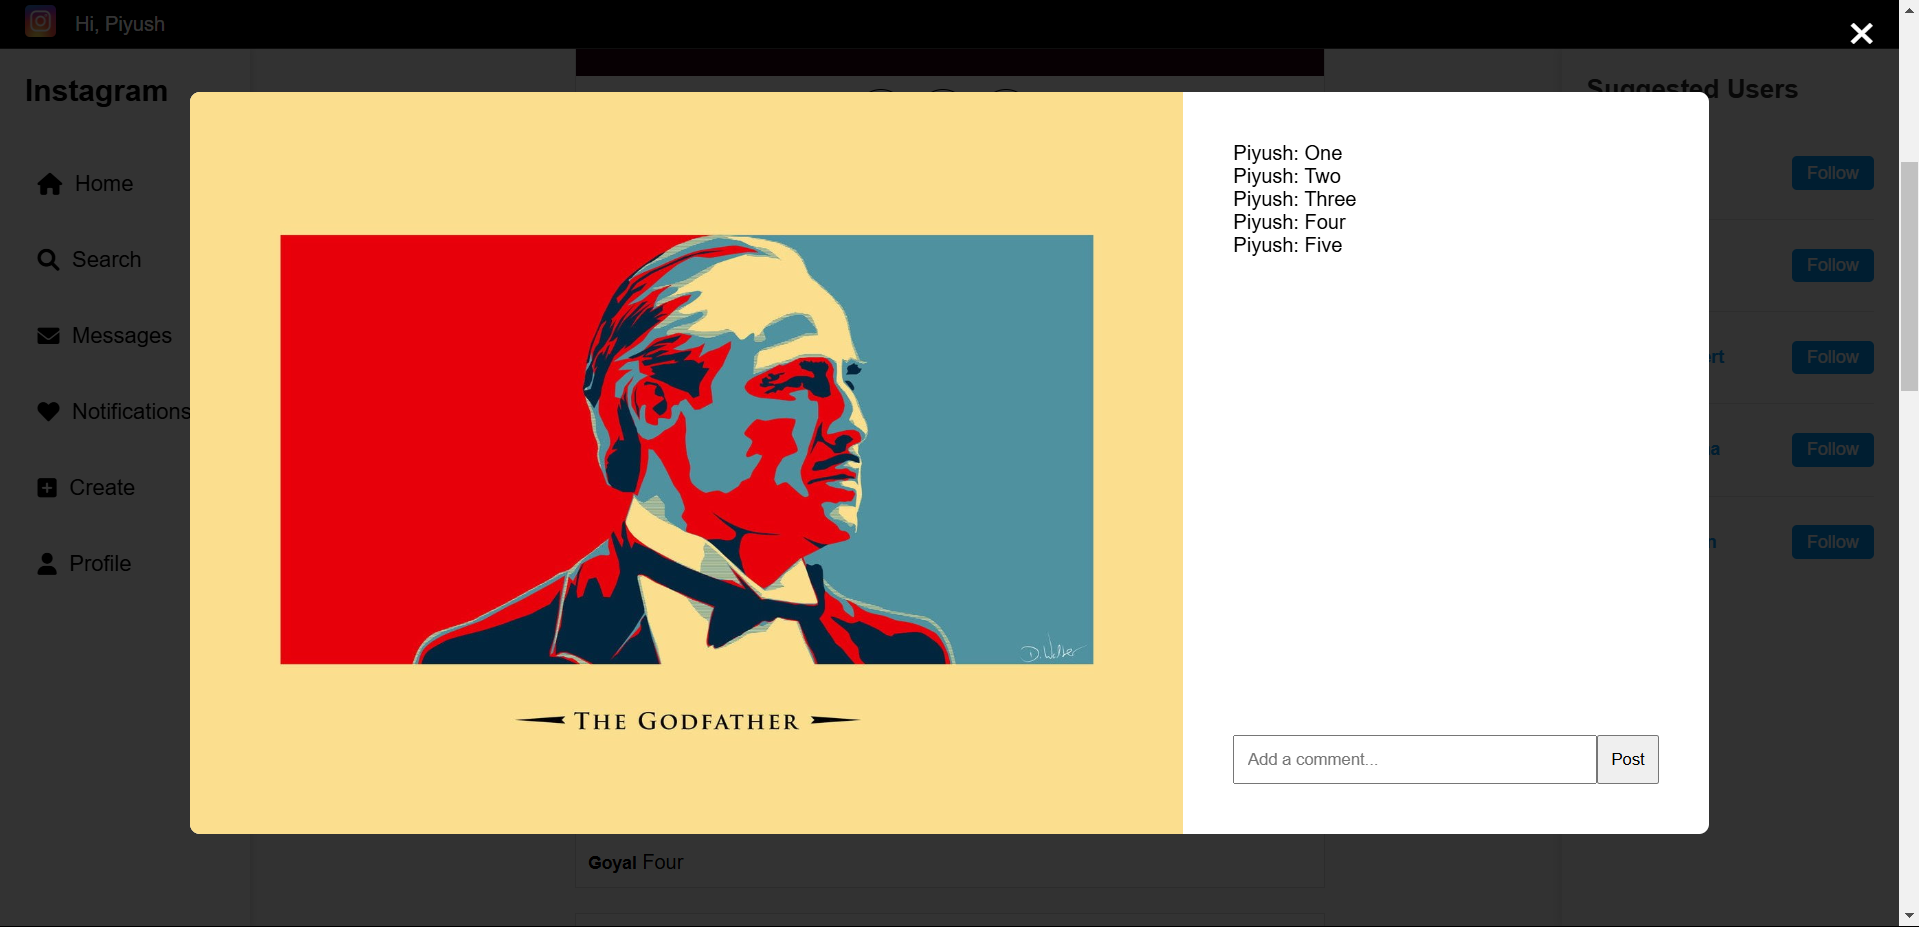 Hi, Piyush
Instagram
Home
Search
Messages
Notifications
Create
Profile
D. Walker
THE GODFATHER
Piyush: One
Piyush: Two
Piyush: Three
Piyush: Four
Piyush: Five
Add a comment...
Post
Goyal Four
Suggested Users
Follow
Follow
rt
Follow
a
Follow
n
Follow